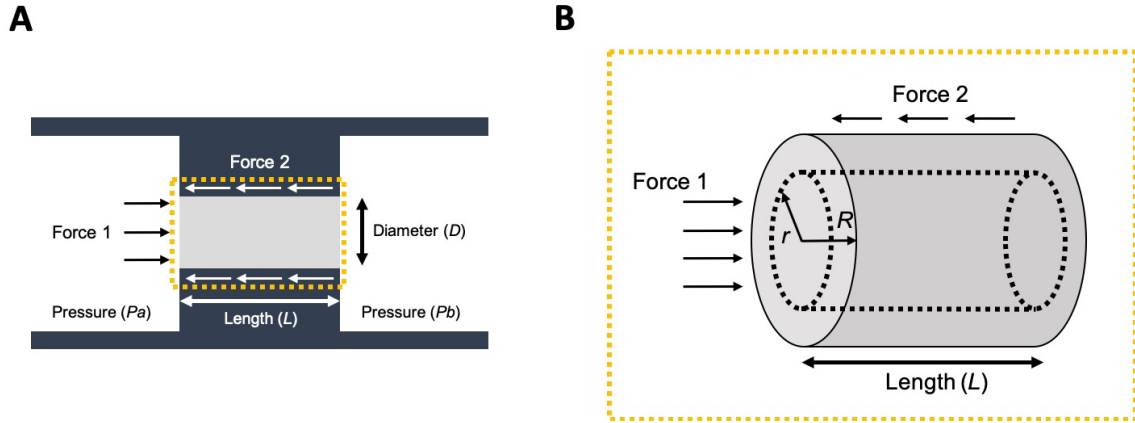 A
Force 2
Force 1
Diameter (D)
Pressure (Pa)
Length (L)
Pressure (Pb)
B
Force 2
Force 1
r
R
Length (L)